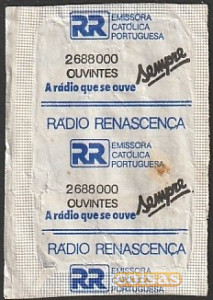 RR EMISSORA
CATÓLICA
PORTUGUESA
2688000
OUVINTES
A rádio que se ouve sempre
RÁDIO RENASCENÇA
RR EMISSORA
CATÓLICA
PORTUGUESA
2688000
OUVINTES
A rádio que se ouve sempre
RÁDIO RENASCENÇA
RR EMISSORA
CATÓLICA